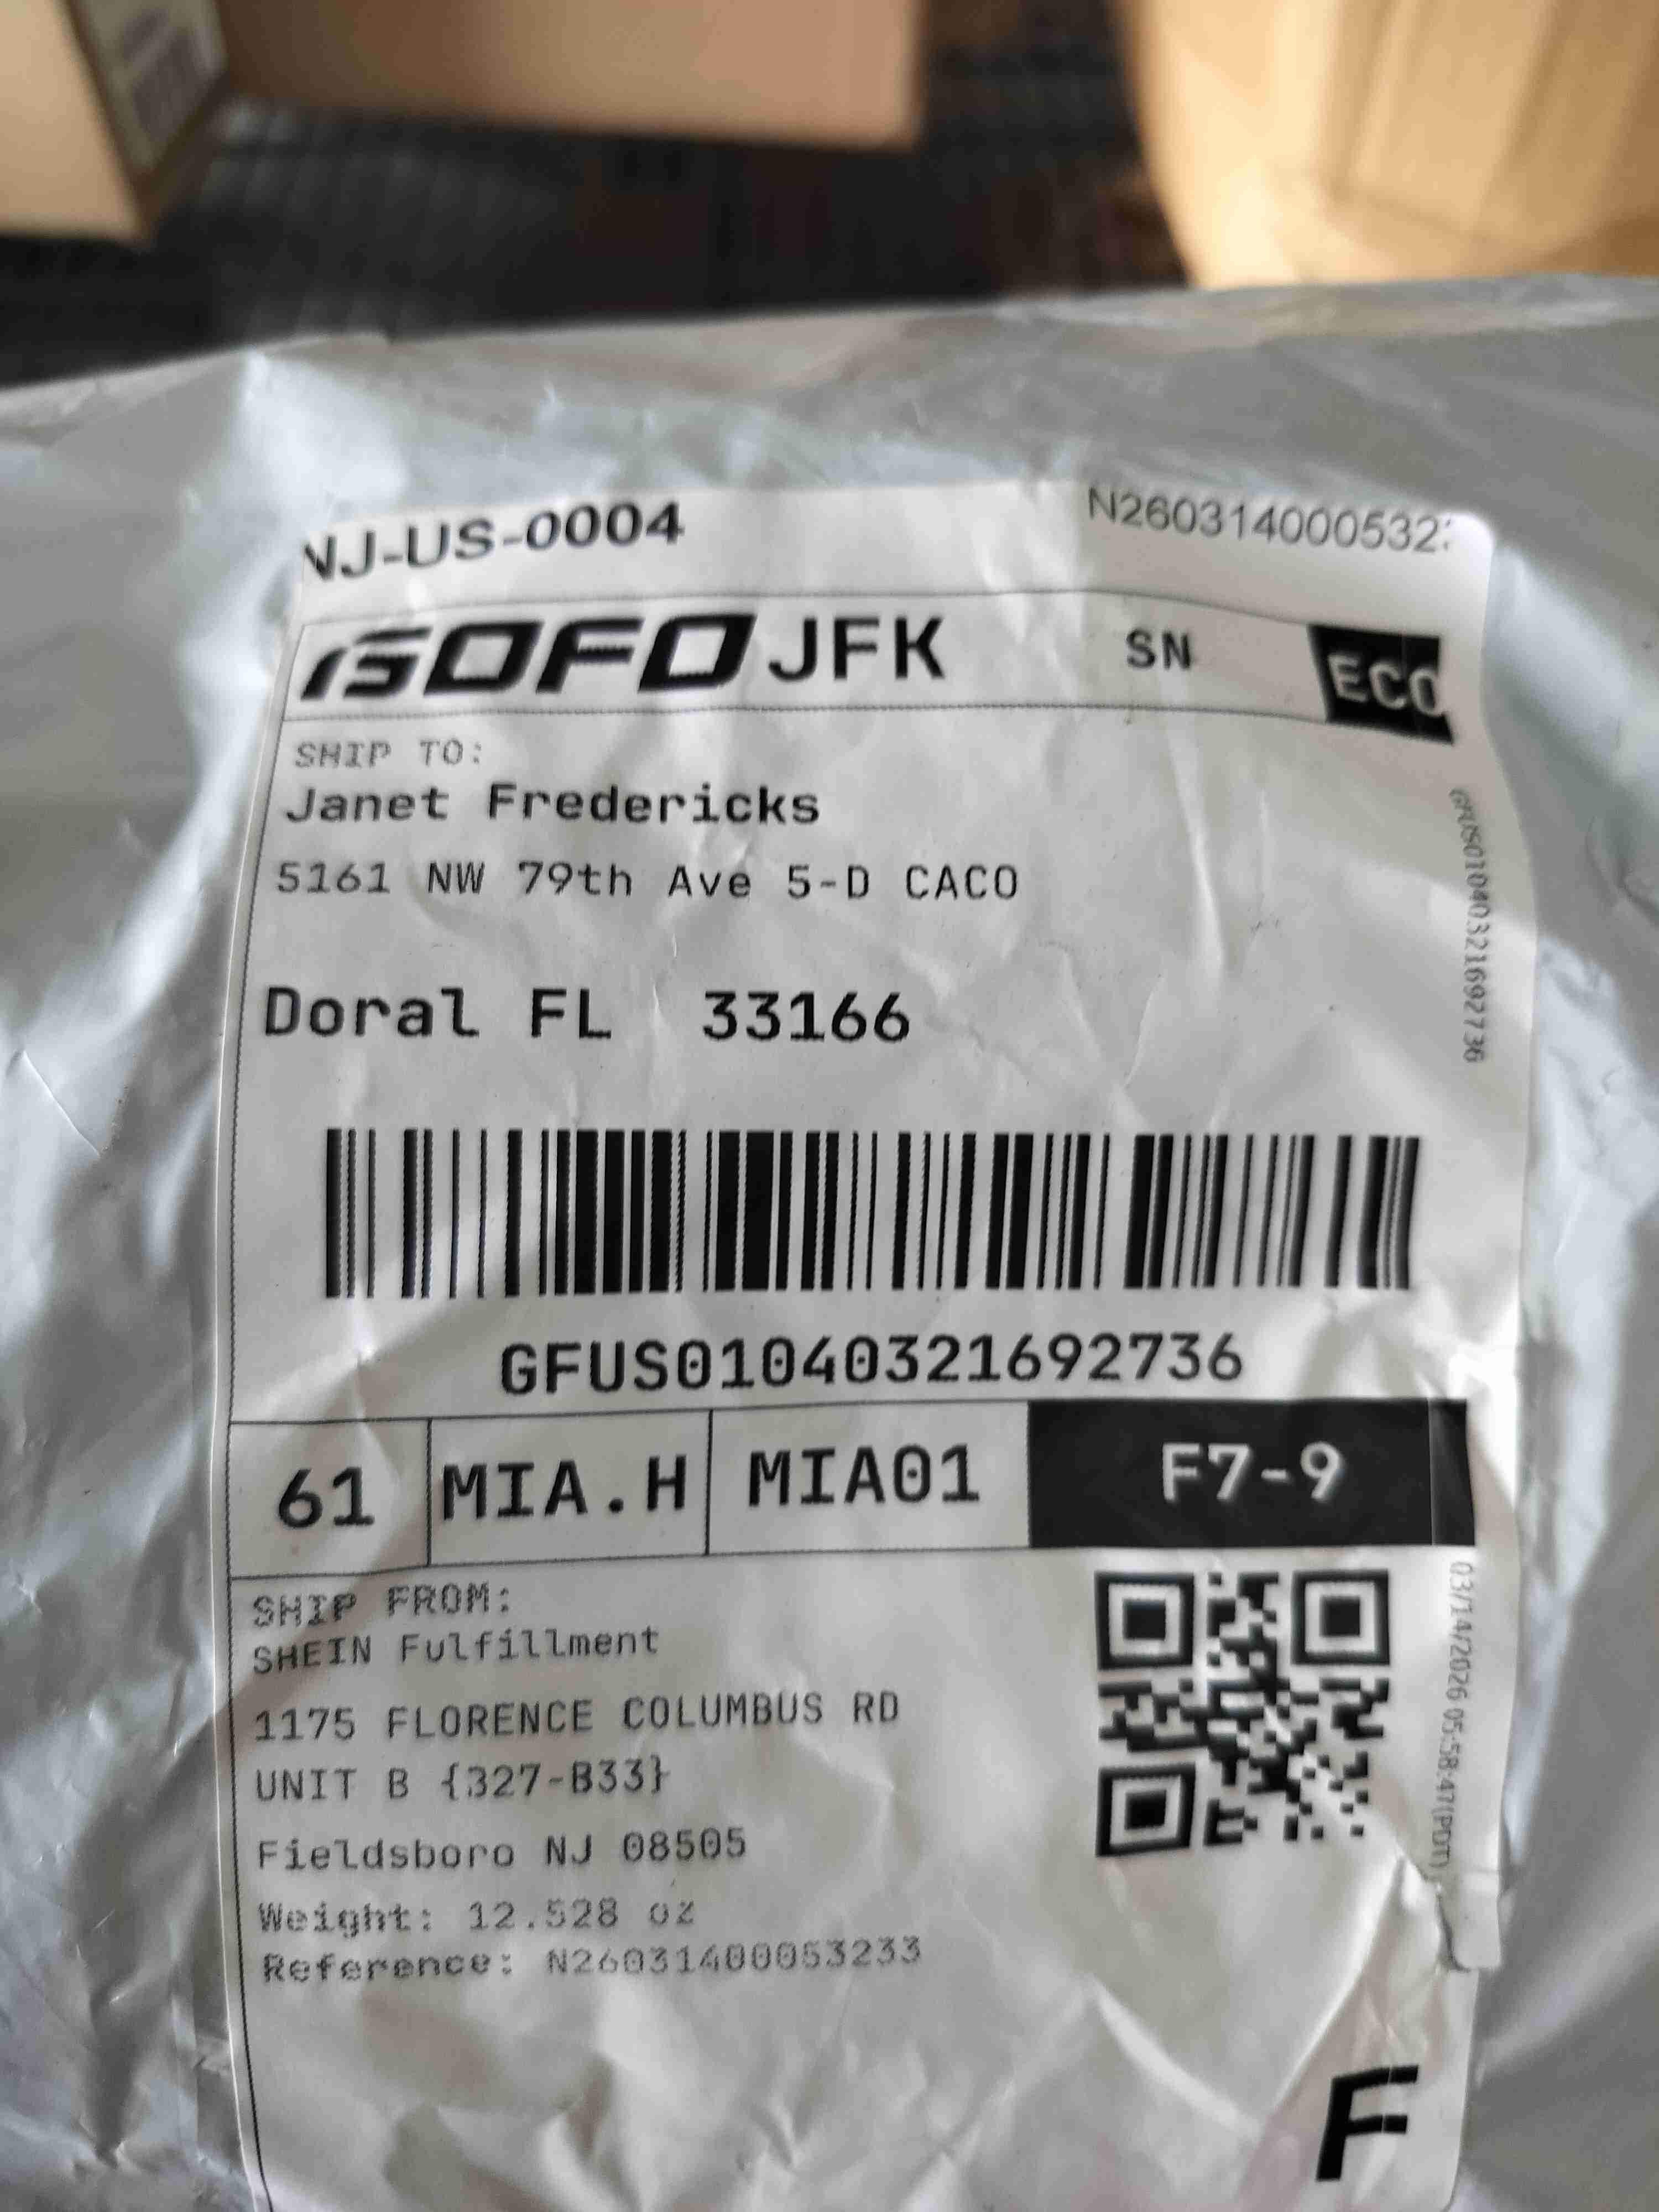 NJ-US-0004
N26031400053233
GOFO JFK SN ECO
SHIP TO:
Janet Fredericks
5161 NW 79th Ave 5-D CACO
Doral FL 33166
GFUS01040321692736
GFUS01040321692736
61 MIA.H MIA01 F7-9
SHIP FROM:
SHEIN Fulfillment
1175 FLORENCE COLUMBUS RD
UNIT B {327-B33}
Fieldsboro NJ 08505
Weight: 12.528 oz
Reference: N26031400053233
03/14/2026 05:58:47(PDT)
F